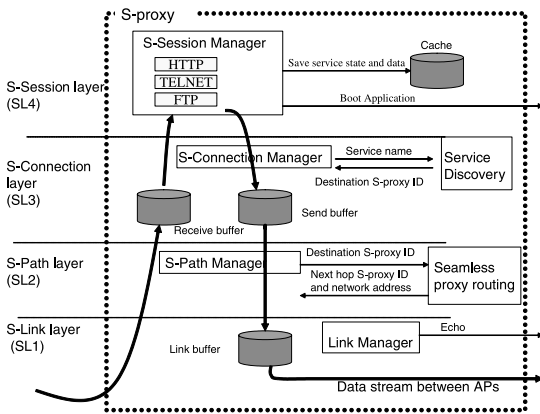 S-proxy
S-Session Manager
HTTP
TELNET
FTP
Cache
Save service state and data
Boot Application
S-Session layer
(SL4)
S-Connection
layer
(SL3)
S-Connection Manager
Service name
Destination S-proxy ID
Service
Discovery
Receive buffer
Send buffer
S-Path layer
(SL2)
S-Path Manager
Destination S-proxy ID
Next hop S-proxy ID
and network address
Seamless
proxy routing
S-Link layer
(SL1)
Link buffer
Link Manager
Echo
Data stream between APs